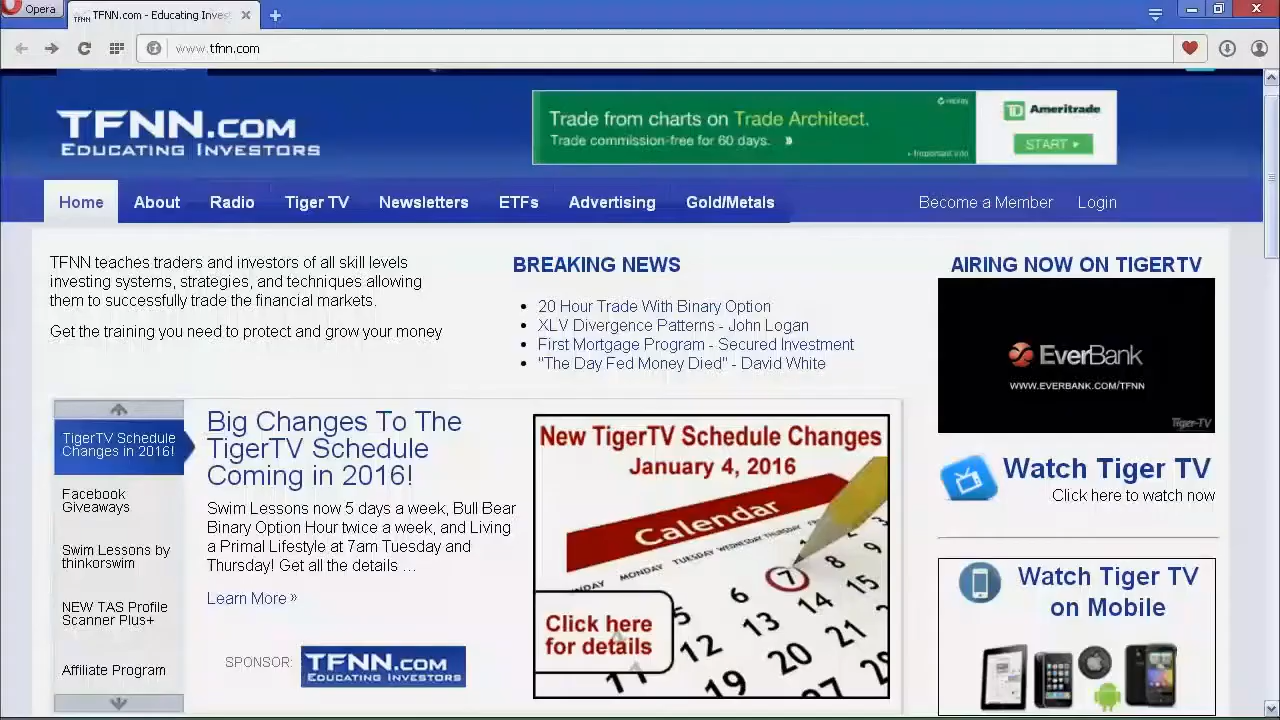 Opera
TFNN.com - Educating Inves
www.tfnn.com
TFNN.COM
EDUCATING INVESTORS
Trade from charts on Trade Architect.
Trade commission-free for 60 days.
replay
Important Info
TD Ameritrade
START
Home About Radio Tiger TV Newsletters ETFs Advertising Gold/Metals Become a Member Login
TFNN teaches traders and investors of all skill levels
investing systems, strategies, and techniques allowing
them to successfully trade the financial markets.
Get the training you need to protect and grow your money
BREAKING NEWS
20 Hour Trade With Binary Option
XLV Divergence Patterns - John Logan
First Mortgage Program - Secured Investment
"The Day Fed Money Died" - David White
AIRING NOW ON TIGERTV
EverBank
WWW.EVERBANK.COM/TFNN
Tiger-TV
Watch Tiger TV
Click here to watch now
Watch Tiger TV
on Mobile
TigerTV Schedule
Changes in 2016!
Facebook
Giveaways
Swim Lessons by
thinkorswim
NEW TAS Profile
Scanner Plus+
Affiliate Program
Big Changes To The
TigerTV Schedule
Coming in 2016!
Swim Lessons now 5 days a week, Bull Bear
Binary Option Hour twice a week, and Living
a Primal Lifestyle at 7am Tuesday and
Thursday! Get all the details ...
Learn More »
SPONSOR:
TFNN.COM
EDUCATING INVESTORS
New TigerTV Schedule Changes
January 4, 2016
Calendar
MONDAY TUESDAY WEDNESDAY THURSDAY
7 8 9
5 6
13 14 15
12
19 20 21
Click here
for details